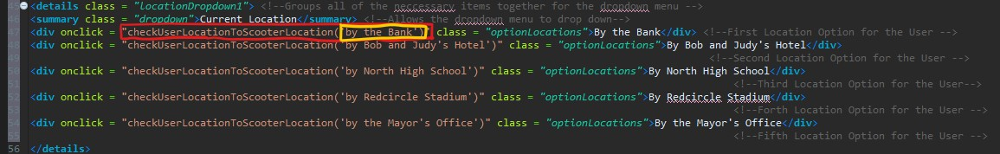 <details class = "locationDropdown1"> <!--Groups all of the neccessary items together for the dropdown menu -->
<summary class = "dropdown">Current Location</summary> <!--Allows the dropdown menu to drop down-->
<div onclick = "checkUserLocationToScooterLocation('by the Bank')" class = "optionLocations">By the Bank</div> <!--First Location Option for the User-->
<div onclick = "checkUserLocationToScooterLocation('by Bob and Judy's Hotel')" class = "optionLocations">By Bob and Judy's Hotel</div>
<!--Second Location Option for the User -->
<div onclick = "checkUserLocationToScooterLocation('by North High School')" class = "optionLocations">By North High School</div>
<!--Third Location Option for the User-->
<div onclick = "checkUserLocationToScooterLocation('by Redcircle Stadium')" class = "optionLocations">By Redcircle Stadium</div>
<!--Forth Location Option for the User-->
<div onclick = "checkUserLocationToScooterLocation('by the Mayor's Office')" class = "optionLocations">By the Mayor's Office</div>
<!--Fifth Location Option for the User-->
56 </details>